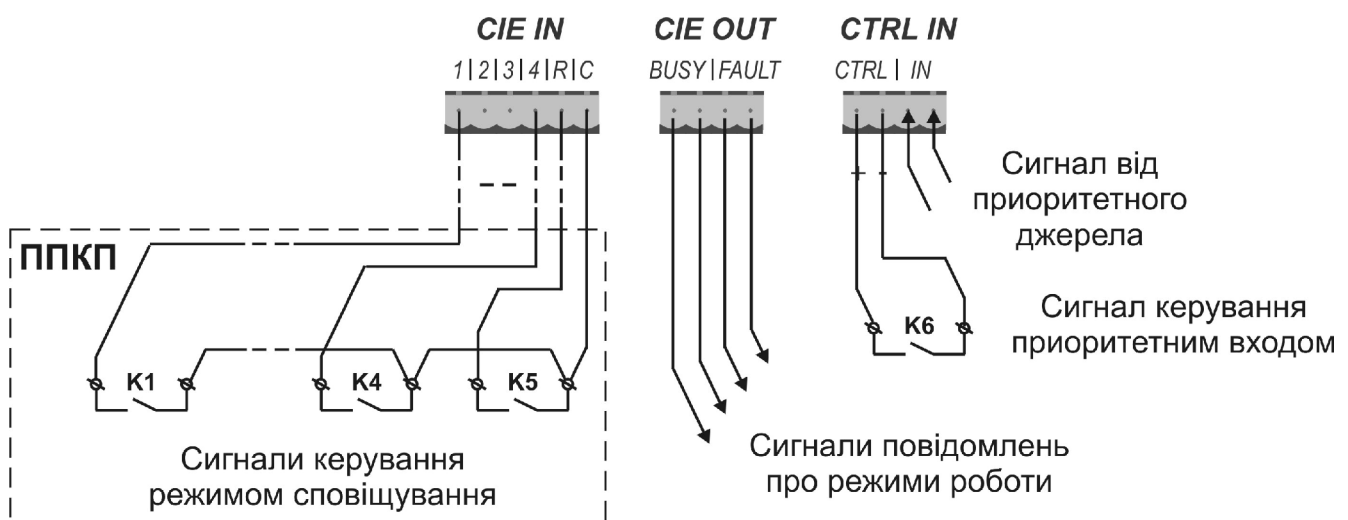 CIE IN
CIE OUT
CTRL IN
1|2|3|4|R|C
BUSY|FAULT
CTRL | IN
Сигнал від
приоритетного
джерела
+ -
ППКП
Сигнал керування
приоритетним входом
K6
K1
K4
K5
Сигнали керування
режимом сповіщування
Сигнали повідомлень
про режими роботи